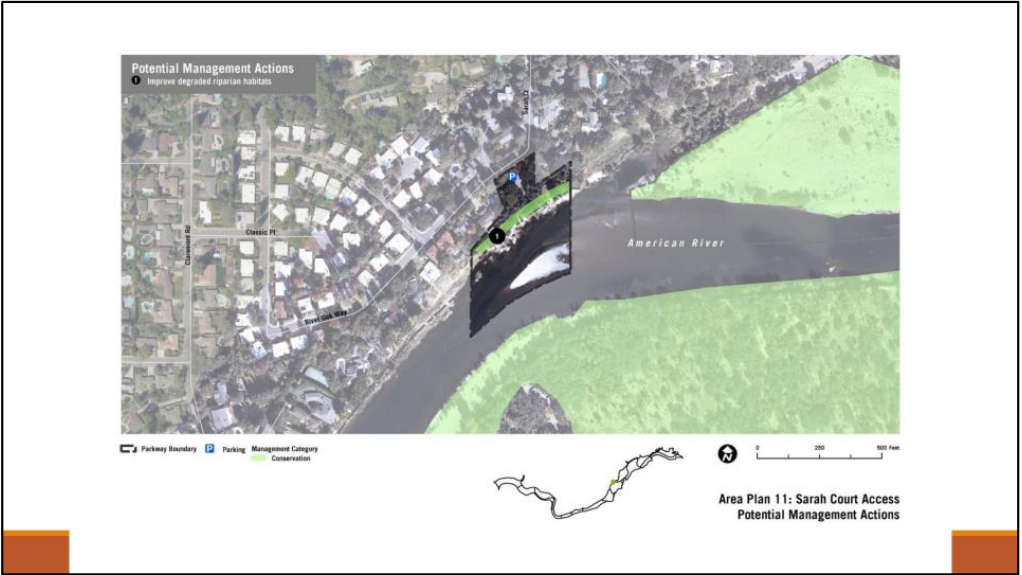 Potential Management Actions
1 Improve degraded riparian habitats
Sarah Ct
P
1
Classic Pl
Claremont Rd
American River
River Oak Way
Parkway Boundary P Parking Management Category
Conservation
N
0 250 500 Feet
Area Plan 11: Sarah Court Access
Potential Management Actions